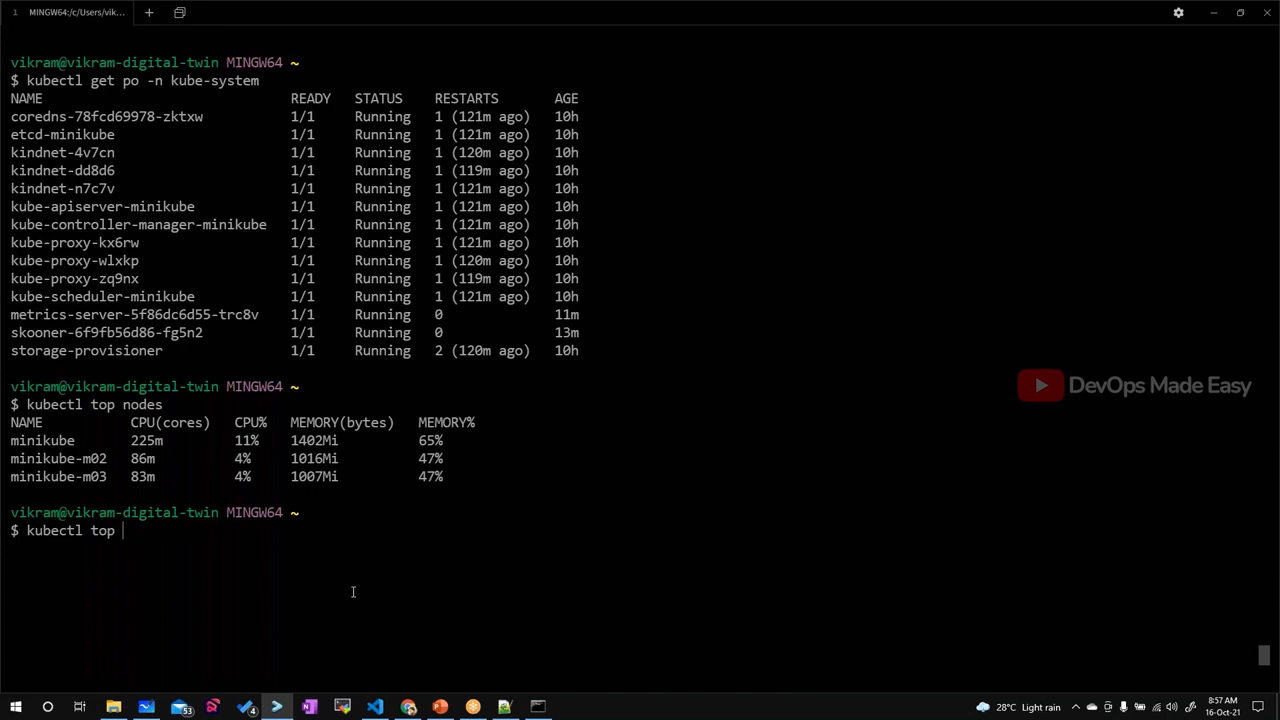 1 MINGW64:/c/Users/vik...
vikram@vikram-digital-twin MINGW64 ~
$ kubectl get po -n kube-system
NAME READY STATUS RESTARTS AGE
coredns-78fcd69978-zktxw 1/1 Running 1 (121m ago) 10h
etcd-minikube 1/1 Running 1 (121m ago) 10h
kindnet-4v7cn 1/1 Running 1 (120m ago) 10h
kindnet-dd8d6 1/1 Running 1 (119m ago) 10h
kindnet-n7c7v 1/1 Running 1 (121m ago) 10h
kube-apiserver-minikube 1/1 Running 1 (121m ago) 10h
kube-controller-manager-minikube 1/1 Running 1 (121m ago) 10h
kube-proxy-kx6rw 1/1 Running 1 (121m ago) 10h
kube-proxy-wlxkp 1/1 Running 1 (120m ago) 10h
kube-proxy-zq9nx 1/1 Running 1 (119m ago) 10h
kube-scheduler-minikube 1/1 Running 1 (121m ago) 10h
metrics-server-5f86dc6d55-trc8v 1/1 Running 0 11m
skooner-6f9fb56d86-fg5n2 1/1 Running 0 13m
storage-provisioner 1/1 Running 2 (120m ago) 10h
vikram@vikram-digital-twin MINGW64 ~
DevOps Made Easy
$ kubectl top nodes
NAME CPU(cores) CPU% MEMORY(bytes) MEMORY%
minikube 225m 11% 1402Mi 65%
minikube-m02 86m 4% 1016Mi 47%
minikube-m03 83m 4% 1007Mi 47%
vikram@vikram-digital-twin MINGW64 ~
$ kubectl top
53
4
28°C Light rain
8:57 AM
16-Oct-21